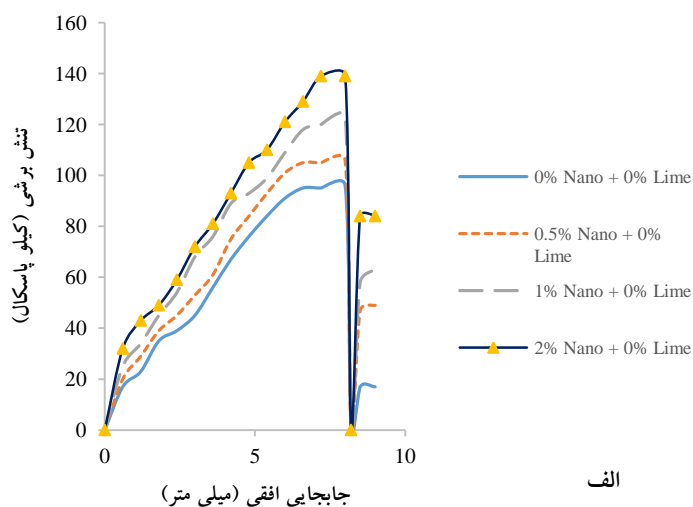 160
140
120
100
80
60
40
20
0
تنش برشی (کیلو پاسکال)
0
5
10
جابجایی افقی (میلی متر)
0% Nano + 0% Lime
0.5% Nano + 0%
Lime
1% Nano + 0% Lime
2% Nano + 0% Lime
الف